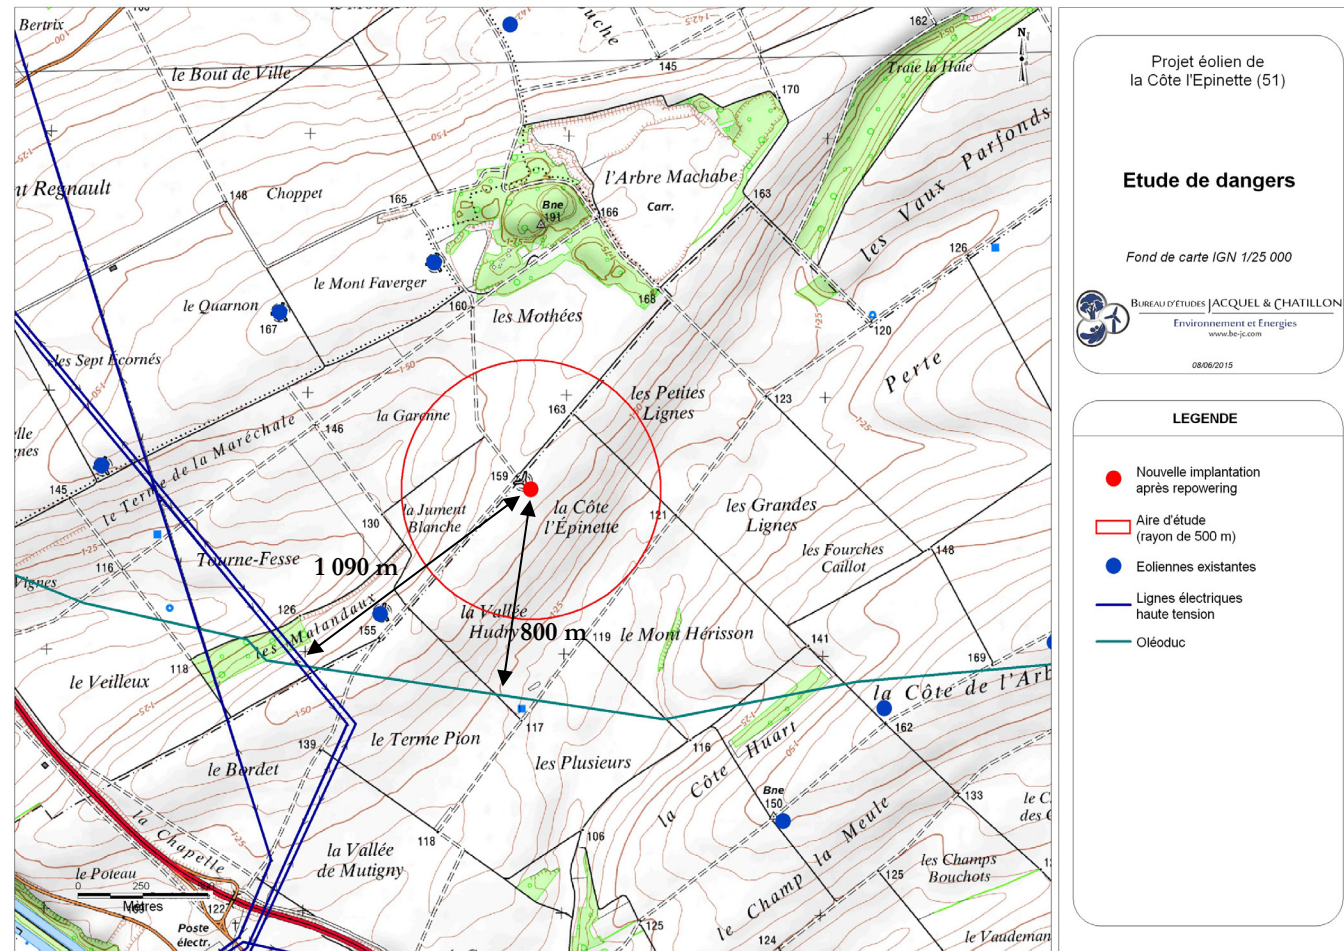 Bertrix
le Bout de Ville
145
162
N
Traie la Haie
170
les Vaux Parfonds
nt Regnault
148
Choppet
165
l'Arbre Machabe
Carr.
163
Bne
191
166
126
le Mont Faverger
le Quarnon
167
160
les Mothées
168
120
Perte
les Sept Ecornés
les Petites
Lignes
123
la Garenne
163
146
le Terme de la Maréchale
145
159
la Jument
Blanche
la Côte
l'Épinette
121
les Grandes
Lignes
130
les Fourches
Caillot
148
Tourne-Fesse
116
1 090 m
Vignes
126
les Malandaux
155
la Vallée
Hudry
800 m
119
le Mont Hérisson
141
169
118
le Veilleux
la Côte de l'Arb
162
117
le Terme Pion
139
le Bordet
les Plusieurs
116
la Côte Huart
Bne
150
133
le Champ la Meule
la Chapelle
118
106
la Vallée
de Mutigny
les Champs
Bouchots
125
le Poteau
0
250
Mètres
122
Poste
électr.
125
124
le Vaudeman
Projet éolien de
la Côte l'Epinette (51)
Etude de dangers
Fond de carte IGN 1/25 000
BUREAU D'ÉTUDES JACQUEL & CHATILLON
Environnement et Energies
www.be-jc.com
08/06/2015
LEGENDE
Nouvelle implantation
après repowering
Aire d'étude
(rayon de 500 m)
Eoliennes existantes
Lignes électriques
haute tension
Oléoduc